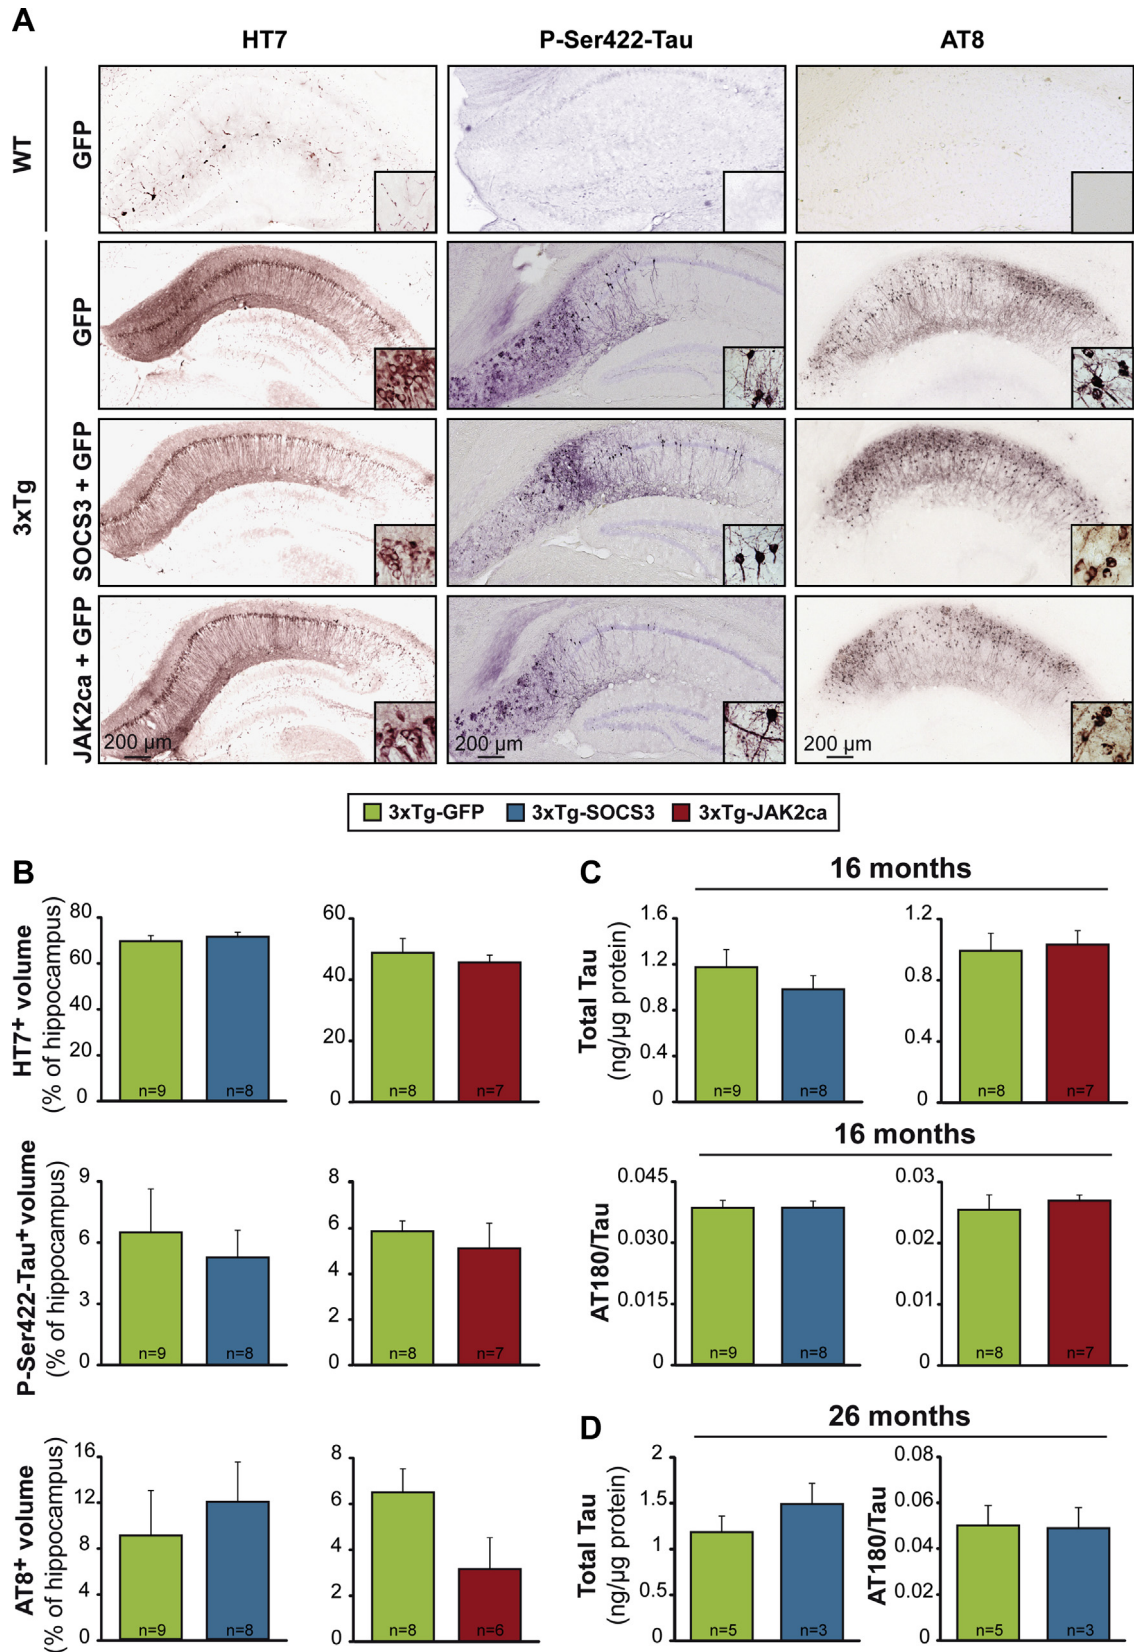 A
HT7 P-Ser422-Tau AT8
WT
GFP
3xTg
GFP
SOCS3 + GFP
JAK2ca + GFP
200 µm 200 µm 200 µm
3xTg-GFP 3xTg-SOCS3 3xTg-JAK2ca
B
HT7+ volume
(% of hippocampus)
80
60
40
20
0
n=9 n=8
60
40
20
0
n=8 n=7
P-Ser422-Tau+ volume
(% of hippocampus)
9
6
3
0
n=9 n=8
8
6
4
2
0
n=8 n=7
AT8+ volume
(% of hippocampus)
16
12
8
4
0
n=9 n=8
8
6
4
2
0
n=8 n=6
C
16 months
Total Tau
(ng/µg protein)
1.6
1.2
0.8
0.4
0
n=9 n=8
1.2
0.8
0.4
0
n=8 n=7
16 months
AT180/Tau
0.045
0.030
0.015
0
n=9 n=8
0.03
0.02
0.01
0
n=8 n=7
D
26 months
Total Tau
(ng/µg protein)
2
1.5
1
0.5
0
n=5 n=3
AT180/Tau
0.08
0.06
0.04
0.02
0
n=5 n=3